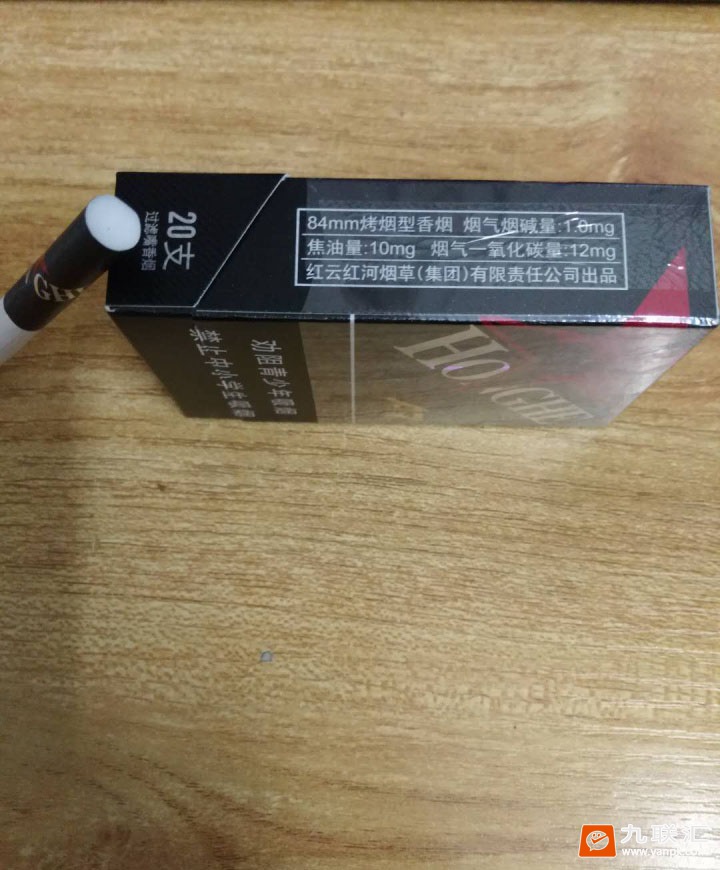 84mm烤烟型香烟 烟气烟碱量:1.0mg
焦油量:10mg 烟气一氧化碳量:12mg
红云红河烟草(集团)有限责任公司出品
20支
过滤嘴香烟
劝阻青少年吸烟
禁止中小学生吸烟
HONGHE
GH
九联汇